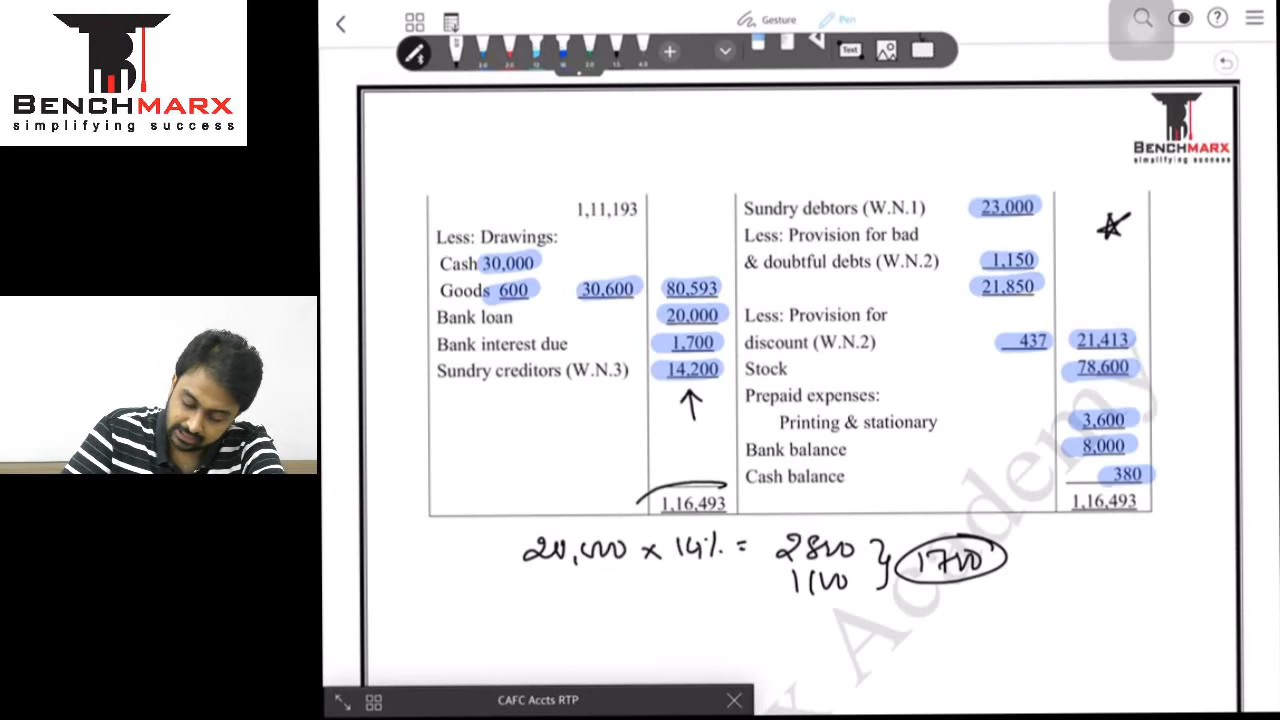 BENCHMARX
simplifying success
Gesture
Pen
Text
BENCHMARX
simplifying success
1,11,193
Less: Drawings:
Cash 30,000
Goods 600 30,600 80,593
Bank loan 20,000
Bank interest due 1,700
Sundry creditors (W.N.3) 14,200
1,16,493
Sundry debtors (W.N.1) 23,000
Less: Provision for bad
& doubtful debts (W.N.2) 1,150
21,850
Less: Provision for
discount (W.N.2) 437 21,413
Stock 78,600
Prepaid expenses:
Printing & stationary 3,600
Bank balance 8,000
Cash balance 380
1,16,493
20,000 x 14% = 2800
1100
1700
x Academy
CAFC Accts RTP